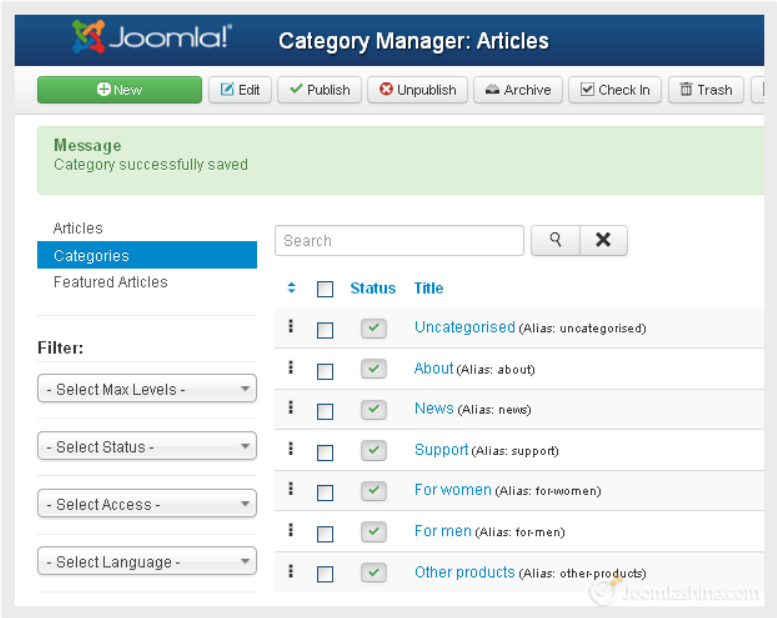 Joomla!® Category Manager: Articles
New Edit Publish Unpublish Archive Check In Trash
Message
Category successfully saved
Articles
Categories
Featured Articles
Filter:
- Select Max Levels -
- Select Status -
- Select Access -
- Select Language -
Search
Status Title
Uncategorised (Alias: uncategorised)
About (Alias: about)
News (Alias: news)
Support (Alias: support)
For women (Alias: for-women)
For men (Alias: for-men)
Other products (Alias: other-products)
Joomlashine.com